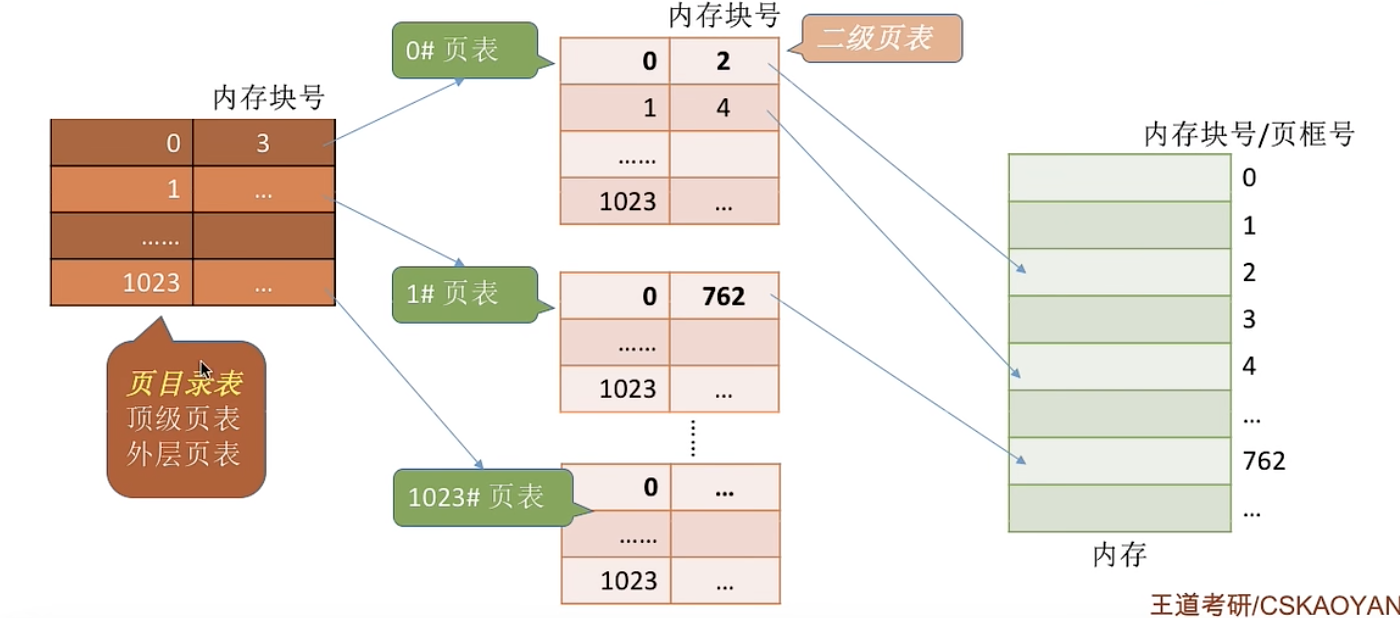 内存块号
0 3
1 ...
......
1023 ...
页目录表
顶级页表
外层页表
0# 页表
内存块号
二级页表
0 2
1 4
......
1023 ...
1# 页表
0 762
......
1023 ...
......
1023# 页表
0 ...
......
1023 ...
内存块号/页框号
0
1
2
3
4
...
762
...
内存
王道考研/CSKAOYAN